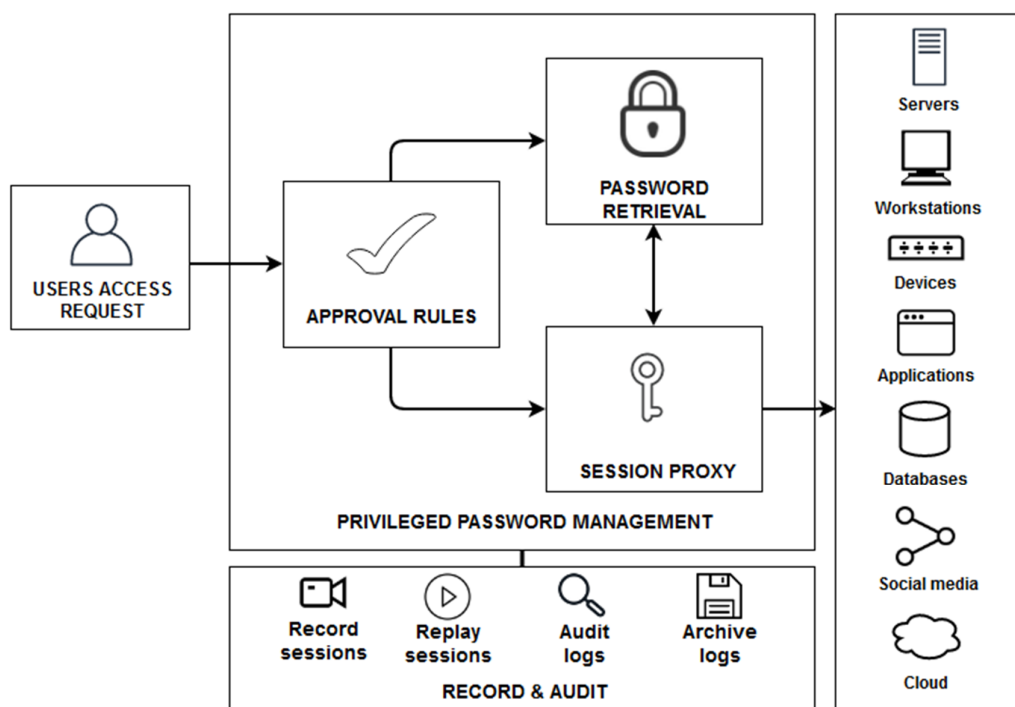 USERS ACCESS
REQUEST
APPROVAL RULES
PASSWORD
RETRIEVAL
SESSION PROXY
PRIVILEGED PASSWORD MANAGEMENT
Record
sessions
Replay
sessions
Audit
logs
Archive
logs
RECORD & AUDIT
Servers
Workstations
Devices
Applications
Databases
Social media
Cloud